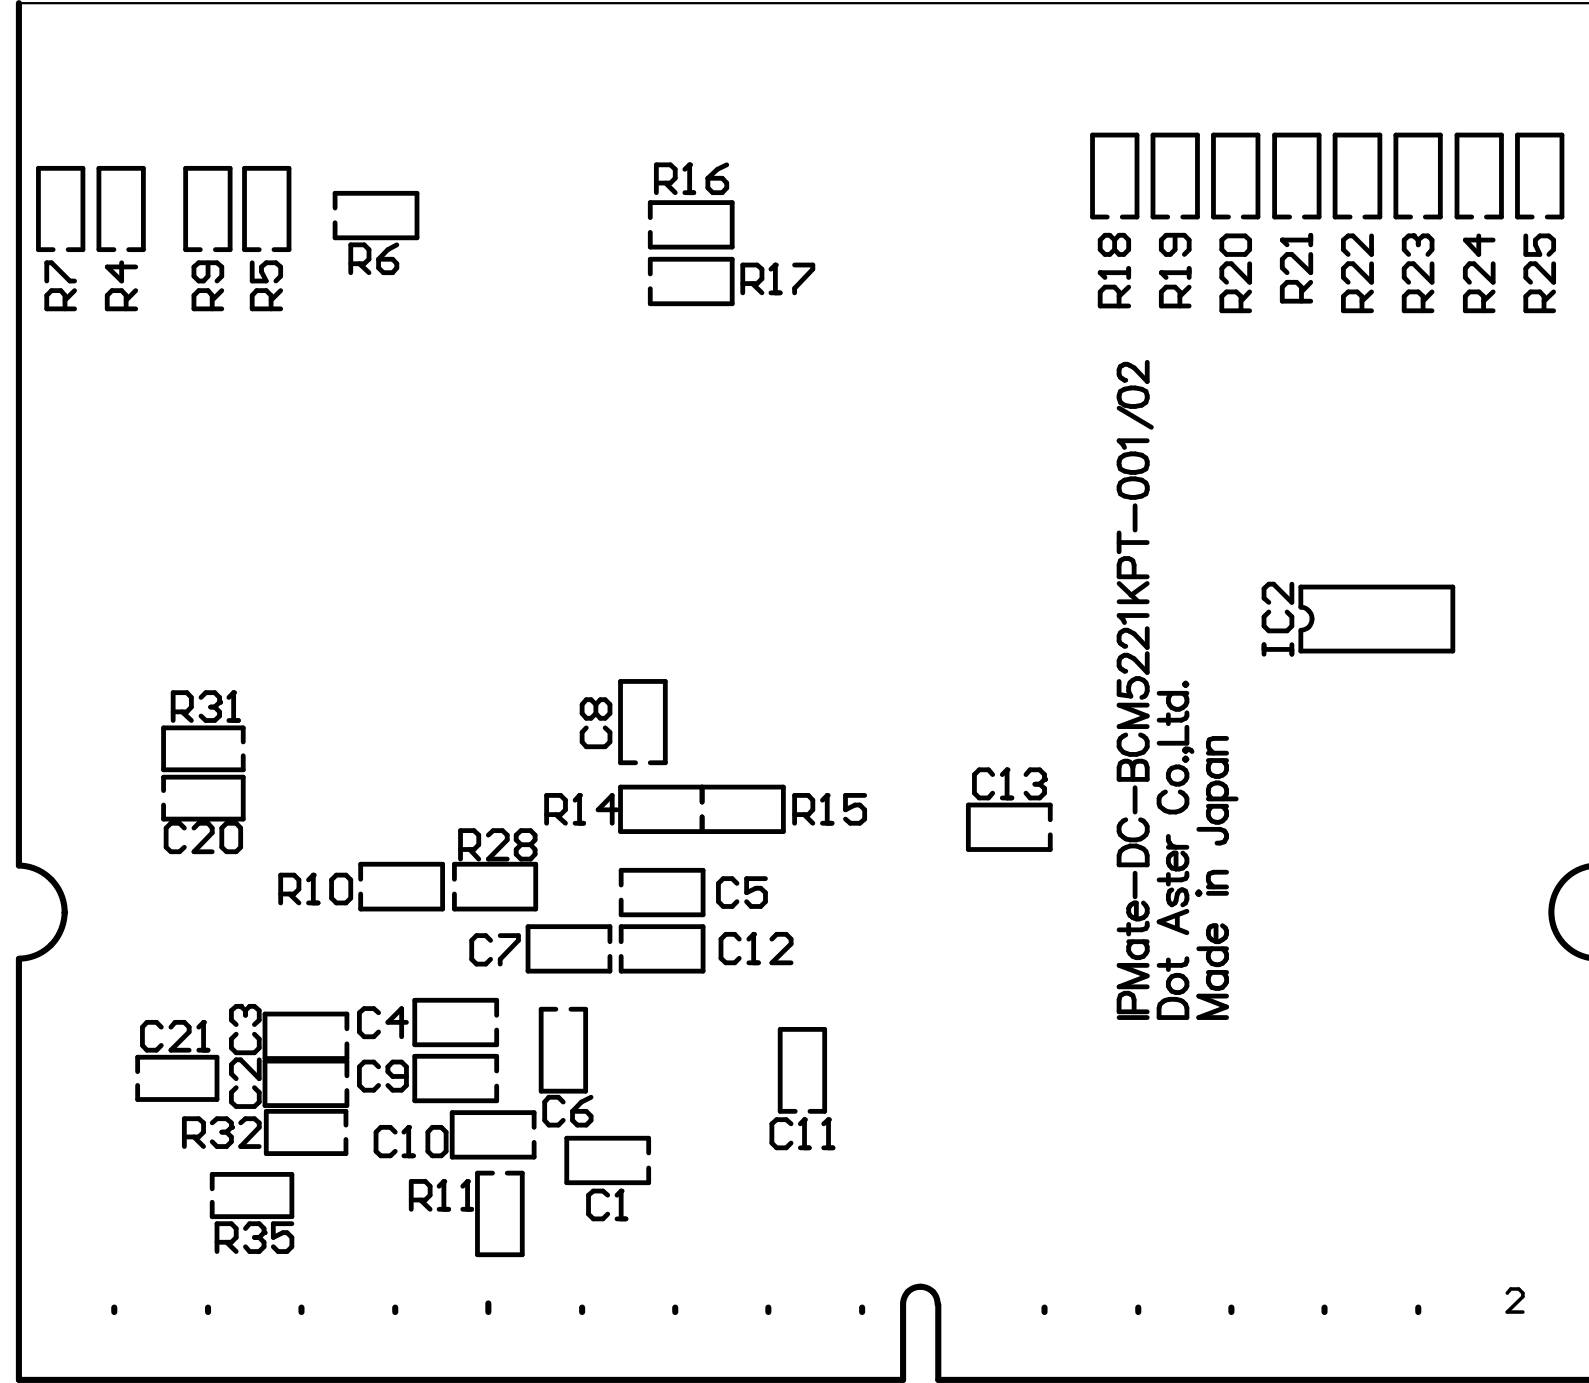 R16
R7 R4 R9 R5 R6
R17
R18 R19 R20 R21 R22 R23 R24 R25
IPMate-DC-BCM5221KPT-001/02
Dot Aster Co.,Ltd.
Made in Japan
IC2
R31
C8
C13
R14 R15
C20
R28
R10 C5
C7 C12
C21 C3 C4
C2 C9
C6
R32 C10 C11
R11 C1
R35
2